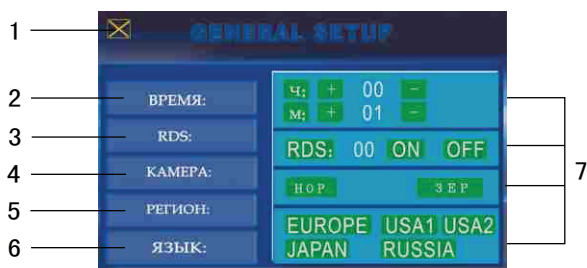 GENERAL SETUP
1
2
ВРЕМЯ:
Ч: + 00 -
М: + 01 -
3
RDS:
RDS: 00 ON OFF
4
КАМЕРА:
НОР ЗЕР
7
5
РЕГИОН:
EUROPE USA1 USA2
JAPAN RUSSIA
6
ЯЗЫК: